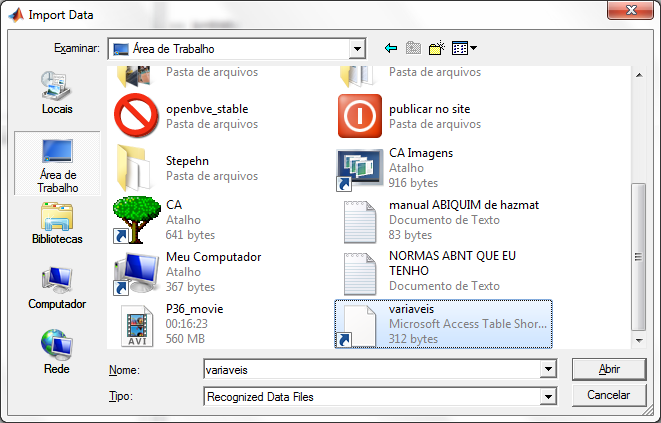 Import Data
Examinar:
Área de Trabalho
Locais
Área de
Trabalho
Bibliotecas
Computador
Rede
Pasta de arquivos
Pasta de arquivos
openbve_stable
Pasta de arquivos
publicar no site
Pasta de arquivos
Stepehn
Pasta de arquivos
CA Imagens
Atalho
916 bytes
CA
Atalho
641 bytes
manual ABIQUIM de hazmat
Documento de Texto
83 bytes
Meu Computador
Atalho
367 bytes
NORMAS ABNT QUE EU
TENHO
Documento de Texto
P36_movie
00:16:23
560 MB
AVI
variaveis
Microsoft Access Table Shor...
312 bytes
Nome:
variaveis
Abrir
Tipo:
Recognized Data Files
Cancelar